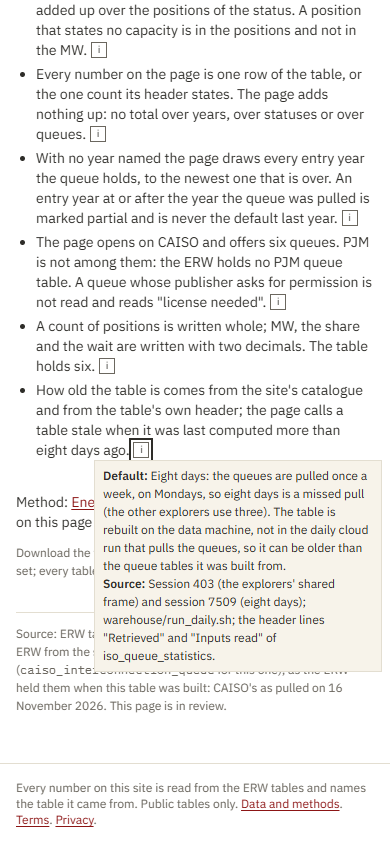 added up over the positions of the status. A position
that states no capacity is in the positions and not in
the MW. i
• Every number on the page is one row of the table, or
the one count its header states. The page adds
nothing up: no total over years, over statuses or over
queues. i
• With no year named the page draws every entry year
the queue holds, to the newest one that is over. An
entry year at or after the year the queue was pulled is
marked partial and is never the default last year. i
• The page opens on CAISO and offers six queues. PJM
is not among them: the ERW holds no PJM queue
table. A queue whose publisher asks for permission is
not read and reads "license needed". i
• A count of positions is written whole; MW, the share
and the wait are written with two decimals. The table
holds six. i
• How old the table is comes from the site's catalogue
and from the table's own header; the page calls a
table stale when it was last computed more than
eight days ago. i
Default: Eight days: the queues are pulled once a
week, on Mondays, so eight days is a missed pull
(the other explorers use three). The table is
rebuilt on the data machine, not in the daily cloud
run that pulls the queues, so it can be older than
the queue tables it was built from.
Source: Session 403 (the explorers' shared
frame) and session 7509 (eight days);
warehouse/run_daily.sh; the header lines
"Retrieved" and "Inputs read" of
iso_queue_statistics.
Method: Ene
on this page
Download the
set; every table
Source: ERW ta
ERW from the s
held them when this table was built: CAISO's as pulled on 16
November 2026. This page is in review.
Every number on this site is read from the ERW tables and names
the table it came from. Public tables only. Data and methods.
Terms. Privacy.